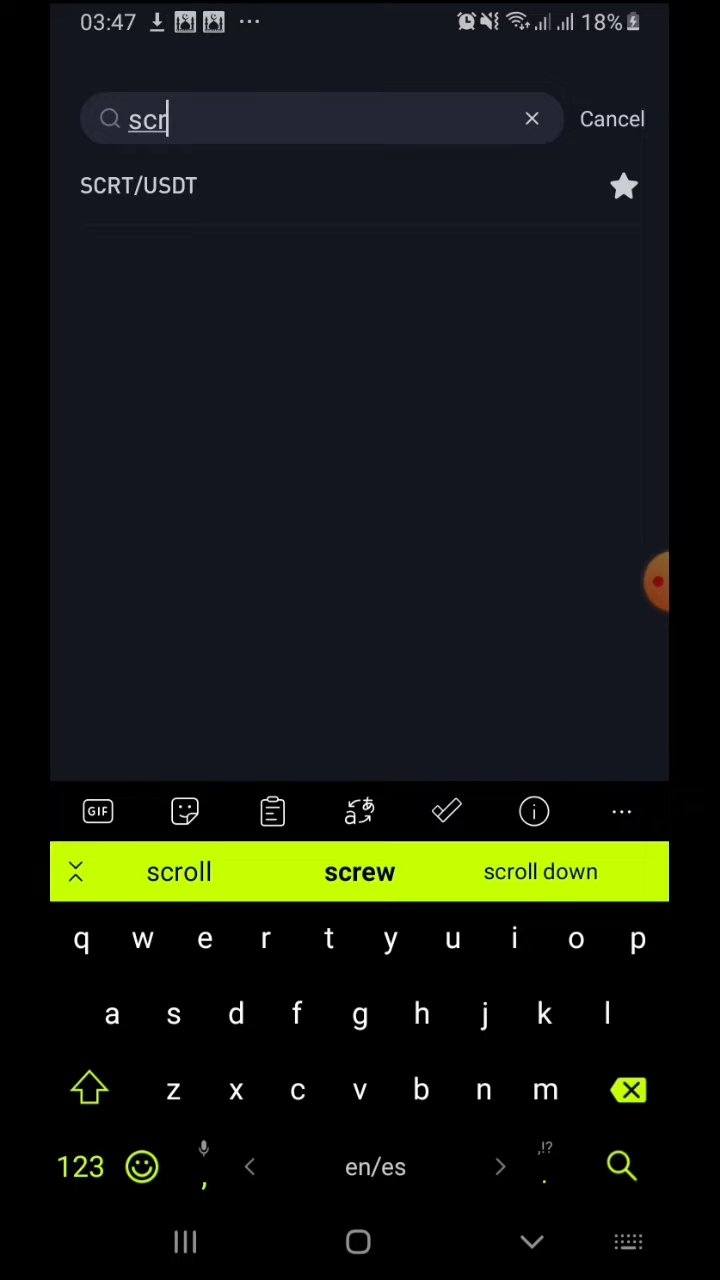 03:47 ... 18%
scr Cancel
SCRT/USDT
GIF
scroll screw scroll down
q w e r t y u i o p
a s d f g h j k l
z x c v b n m
123 , < en/es > ,!? .